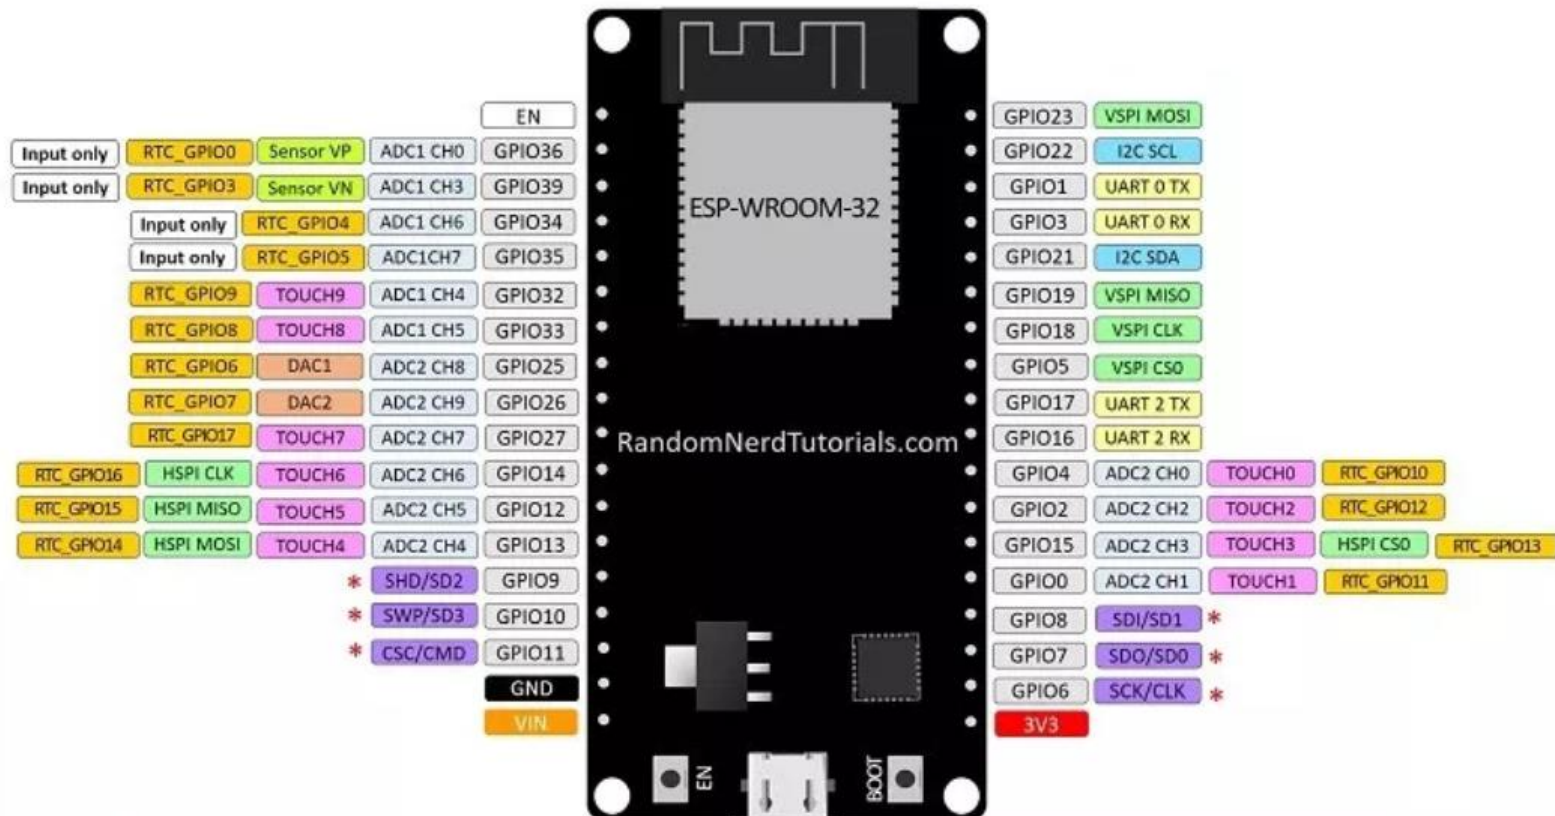 EN GPIO23 VSPI MOSI
Input only RTC_GPIO0 Sensor VP ADC1 CH0 GPIO36 GPIO22 I2C SCL
Input only RTC_GPIO3 Sensor VN ADC1 CH3 GPIO39 GPIO1 UART 0 TX
ESP-WROOM-32
Input only RTC_GPIO4 ADC1 CH6 GPIO34 GPIO3 UART 0 RX
Input only RTC_GPIO5 ADC1CH7 GPIO35 GPIO21 I2C SDA
RTC_GPIO9 TOUCH9 ADC1 CH4 GPIO32 GPIO19 VSPI MISO
RTC_GPIO8 TOUCH8 ADC1 CH5 GPIO33 GPIO18 VSPI CLK
RTC_GPIO6 DAC1 ADC2 CH8 GPIO25 GPIO5 VSPI CS0
RTC_GPIO7 DAC2 ADC2 CH9 GPIO26 GPIO17 UART 2 TX
RTC_GPIO17 TOUCH7 ADC2 CH7 GPIO27 RandomNerdTutorials.com GPIO16 UART 2 RX
RTC_GPIO16 HSPI CLK TOUCH6 ADC2 CH6 GPIO14 GPIO4 ADC2 CH0 TOUCH0 RTC_GPIO10
RTC_GPIO15 HSPI MISO TOUCH5 ADC2 CH5 GPIO12 GPIO2 ADC2 CH2 TOUCH2 RTC_GPIO12
RTC_GPIO14 HSPI MOSI TOUCH4 ADC2 CH4 GPIO13 GPIO15 ADC2 CH3 TOUCH3 HSPI CS0 RTC_GPIO13
* SHD/SD2 GPIO9 GPIO0 ADC2 CH1 TOUCH1 RTC_GPIO11
* SWP/SD3 GPIO10 GPIO8 SDI/SD1 *
* CSC/CMD GPIO11 GPIO7 SDO/SD0 *
GND GPIO6 SCK/CLK *
VIN 3V3
EN BOOT